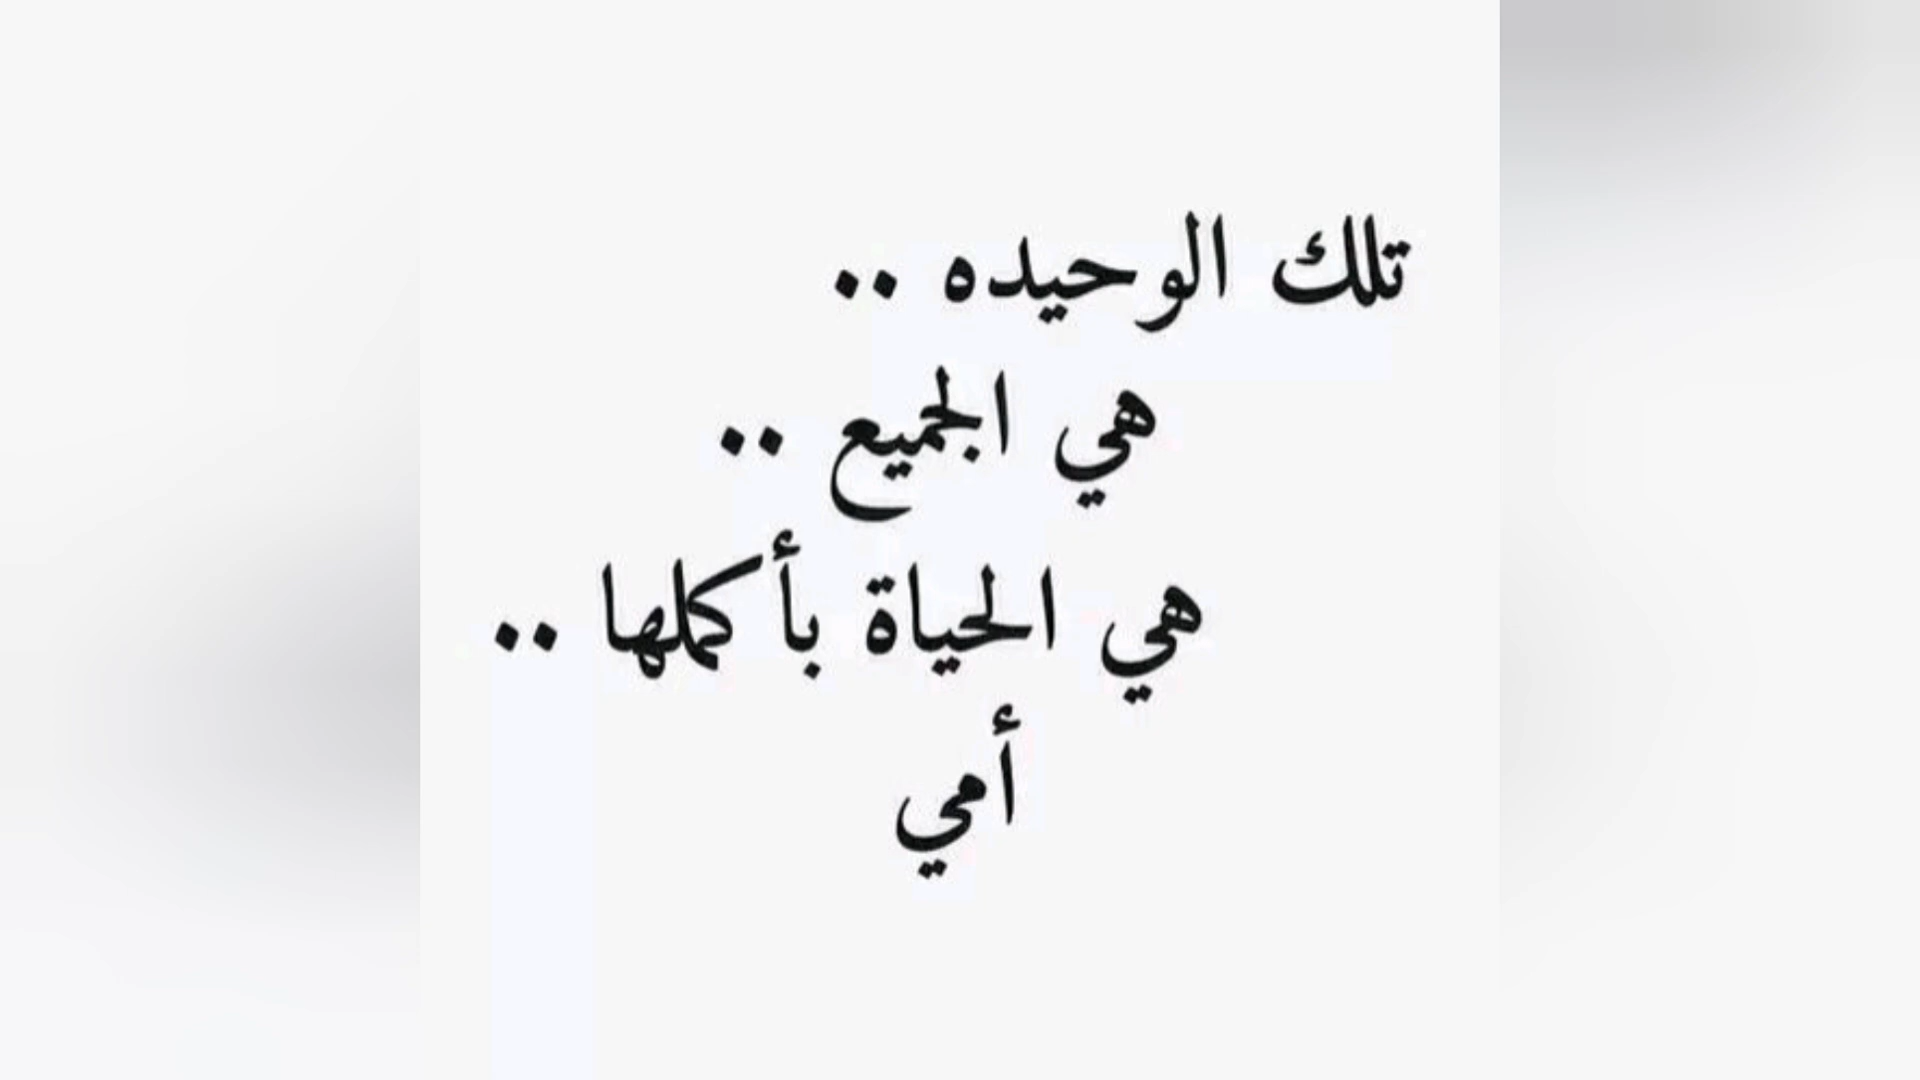 تلك الوحيده ..
هي الجميع ..
هي الحياة بأكملها ..
أمي